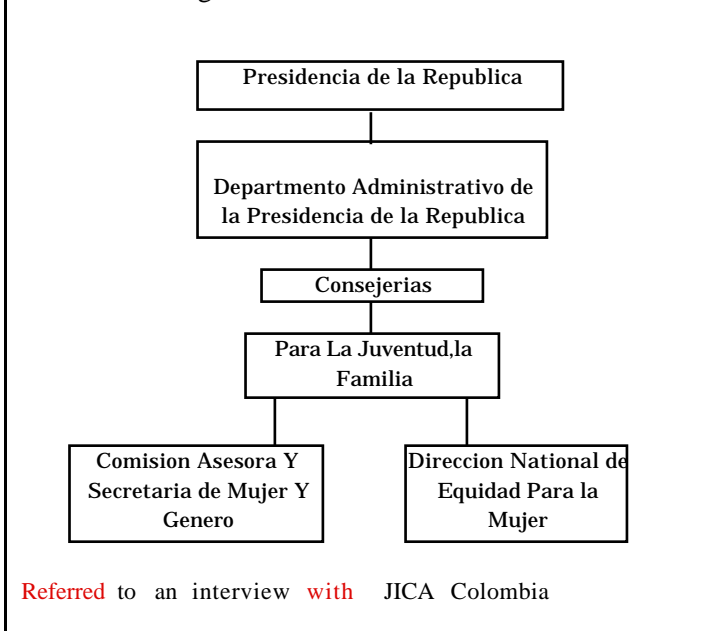 Presidencia de la Republica
Departmento Administrativo de
la Presidencia de la Republica
Consejerias
Para La Juventud,la
Familia
Comision Asesora Y
Secretaria de Mujer Y
Genero
Direccion National de
Equidad Para la
Mujer
Referred to an interview with JICA Colombia